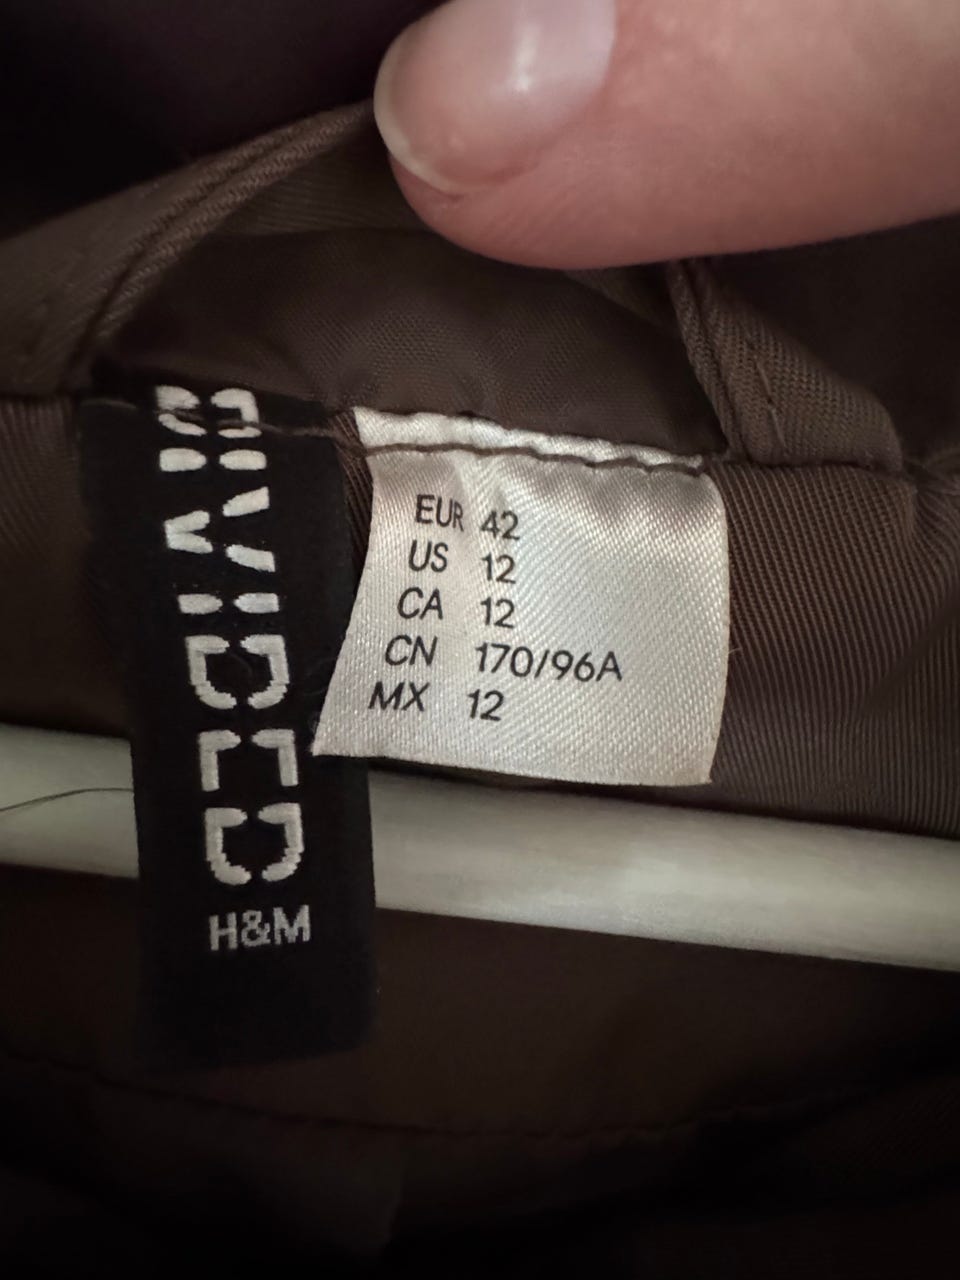 DIVIDED
H&M
EUR 42
US 12
CA 12
CN 170/96A
MX 12